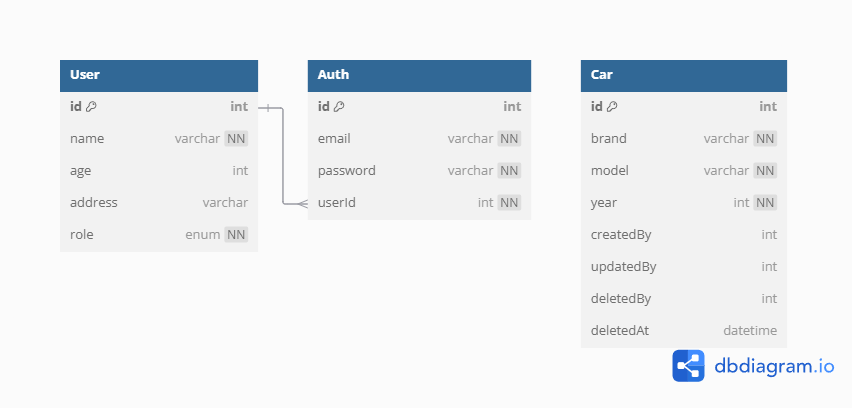 User
id int
name varchar NN
age int
address varchar
role enum NN
Auth
id int
email varchar NN
password varchar NN
userId int NN
Car
id int
brand varchar NN
model varchar NN
year int NN
createdBy int
updatedBy int
deletedBy int
deletedAt datetime
dbdiagram.io